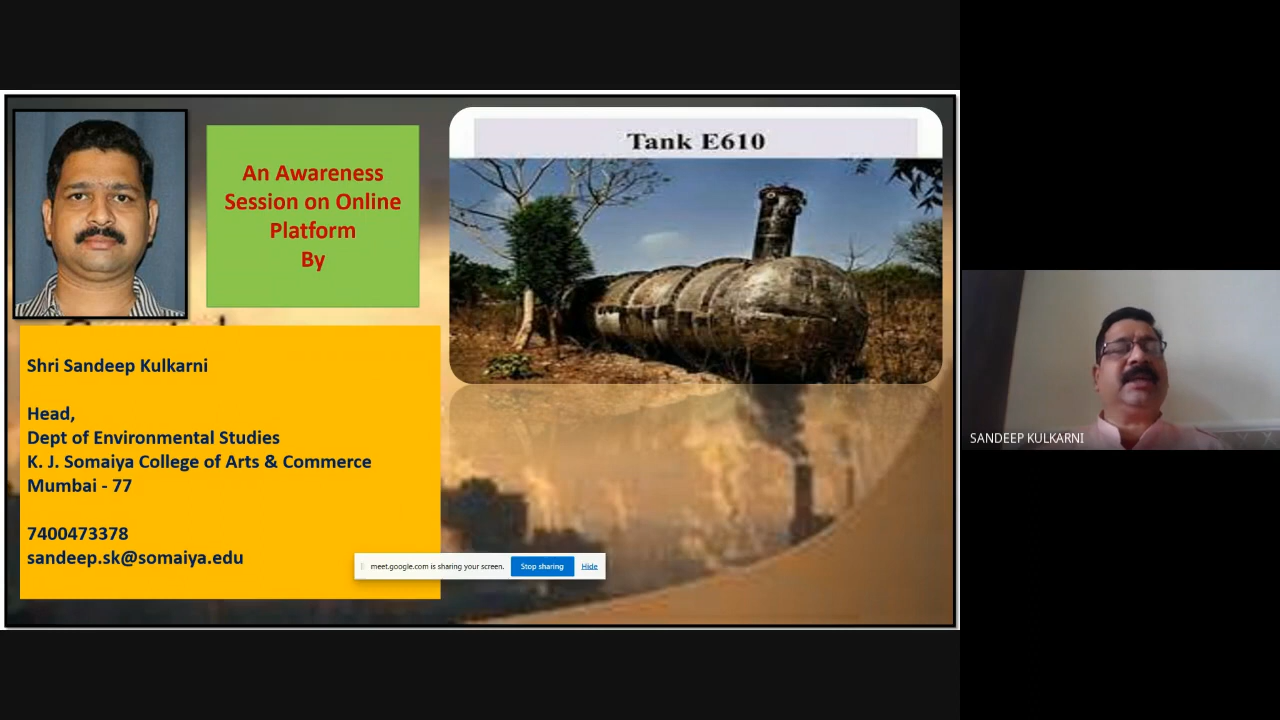 Tank E610
An Awareness
Session on Online
Platform
By
Shri Sandeep Kulkarni
Head,
Dept of Environmental Studies
K. J. Somaiya College of Arts & Commerce
Mumbai - 77
7400473378
sandeep.sk@somaiya.edu
meet.google.com is sharing your screen.
Stop sharing
Hide
SANDEEP KULKARNI